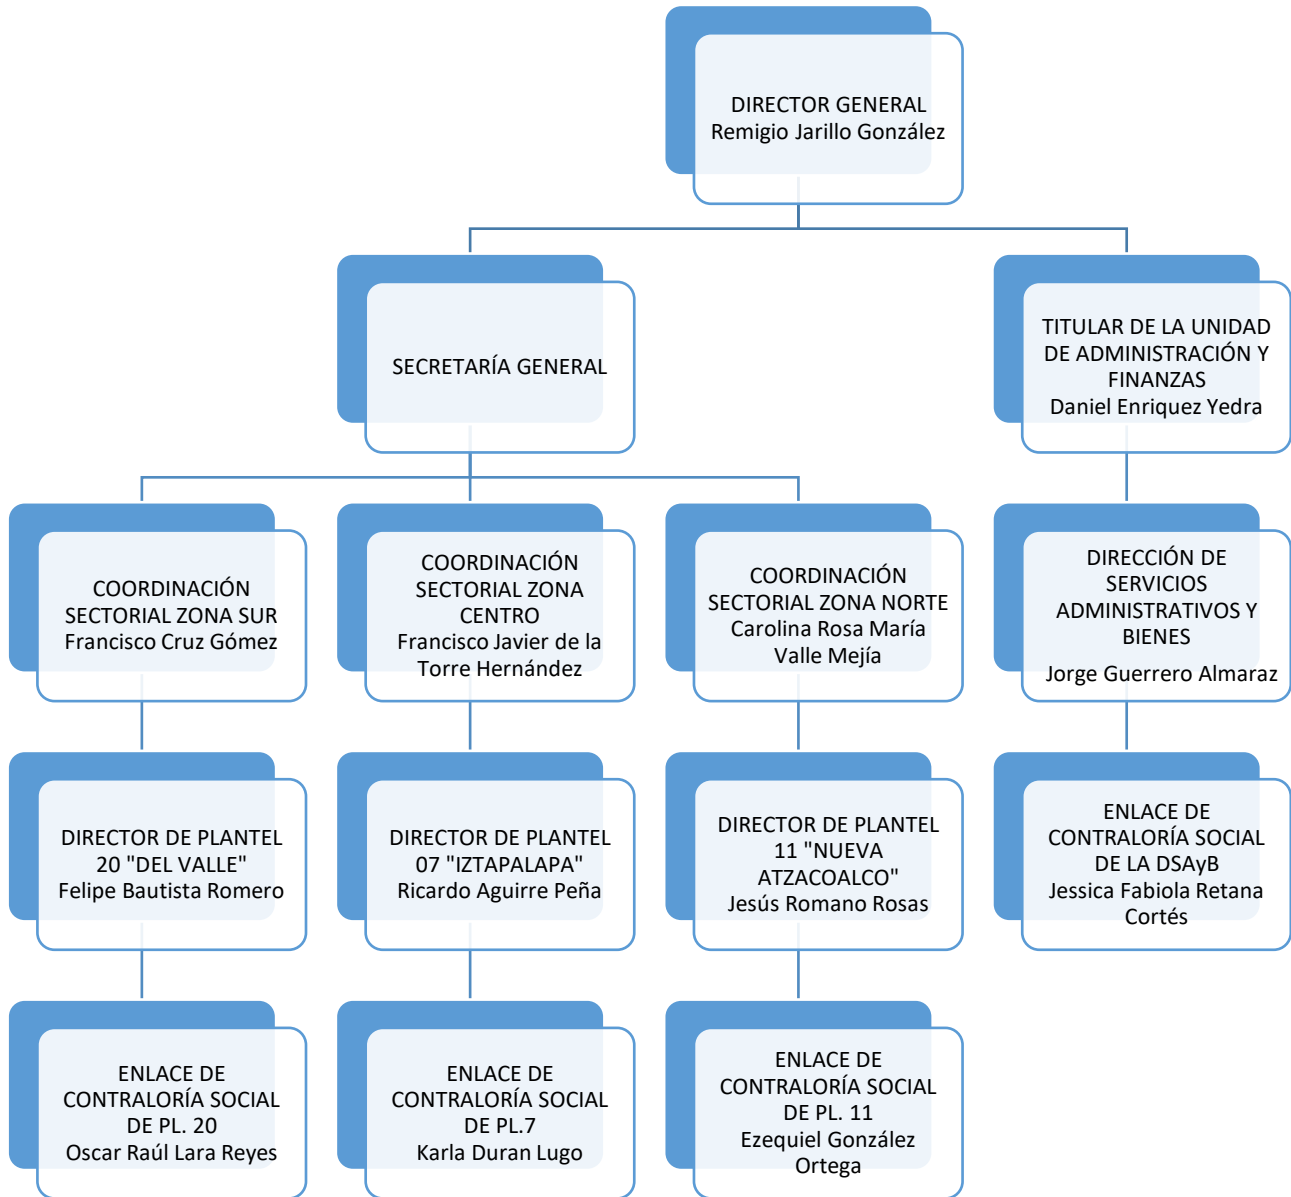 DIRECTOR GENERAL
Remigio Jarillo González
SECRETARÍA GENERAL
TITULAR DE LA UNIDAD
DE ADMINISTRACIÓN Y
FINANZAS
Daniel Enriquez Yedra
COORDINACIÓN
SECTORIAL ZONA SUR
Francisco Cruz Gómez
COORDINACIÓN
SECTORIAL ZONA
CENTRO
Francisco Javier de la
Torre Hernández
COORDINACIÓN
SECTORIAL ZONA NORTE
Carolina Rosa María
Valle Mejía
DIRECCIÓN DE
SERVICIOS
ADMINISTRATIVOS Y
BIENES
Jorge Guerrero Almaraz
DIRECTOR DE PLANTEL
20 "DEL VALLE"
Felipe Bautista Romero
DIRECTOR DE PLANTEL
07 "IZTAPALAPA"
Ricardo Aguirre Peña
DIRECTOR DE PLANTEL
11 "NUEVA
ATZACOALCO"
Jesús Romano Rosas
ENLACE DE
CONTRALORÍA SOCIAL
DE LA DSAyB
Jessica Fabiola Retana
Cortés
ENLACE DE
CONTRALORÍA SOCIAL
DE PL. 20
Oscar Raúl Lara Reyes
ENLACE DE
CONTRALORÍA SOCIAL
DE PL.7
Karla Duran Lugo
ENLACE DE
CONTRALORÍA SOCIAL
DE PL. 11
Ezequiel González
Ortega